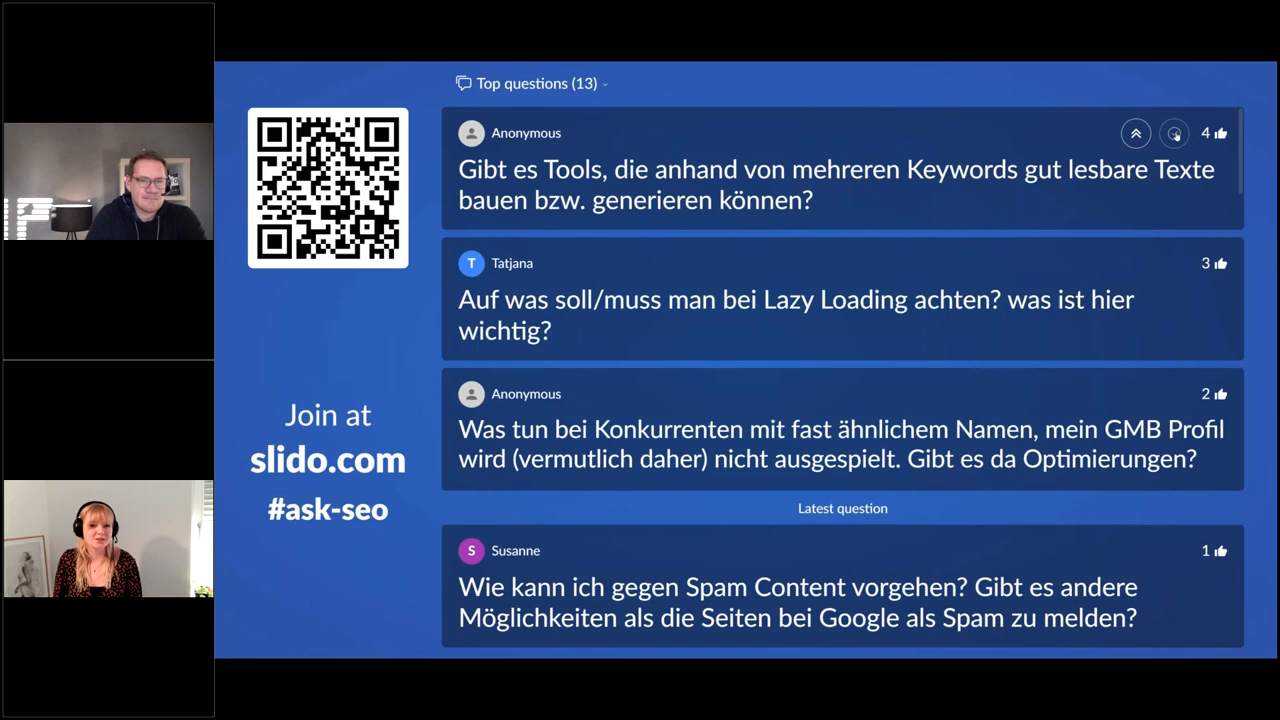 Top questions (13)
Anonymous
4
Gibt es Tools, die anhand von mehreren Keywords gut lesbare Texte
bauen bzw. generieren können?
T
Tatjana
3
Auf was soll/muss man bei Lazy Loading achten? was ist hier
wichtig?
Anonymous
2
Was tun bei Konkurrenten mit fast ähnlichem Namen, mein GMB Profil
wird (vermutlich daher) nicht ausgespielt. Gibt es da Optimierungen?
Latest question
S
Susanne
1
Wie kann ich gegen Spam Content vorgehen? Gibt es andere
Möglichkeiten als die Seiten bei Google als Spam zu melden?
Join at
slido.com
#ask-seo